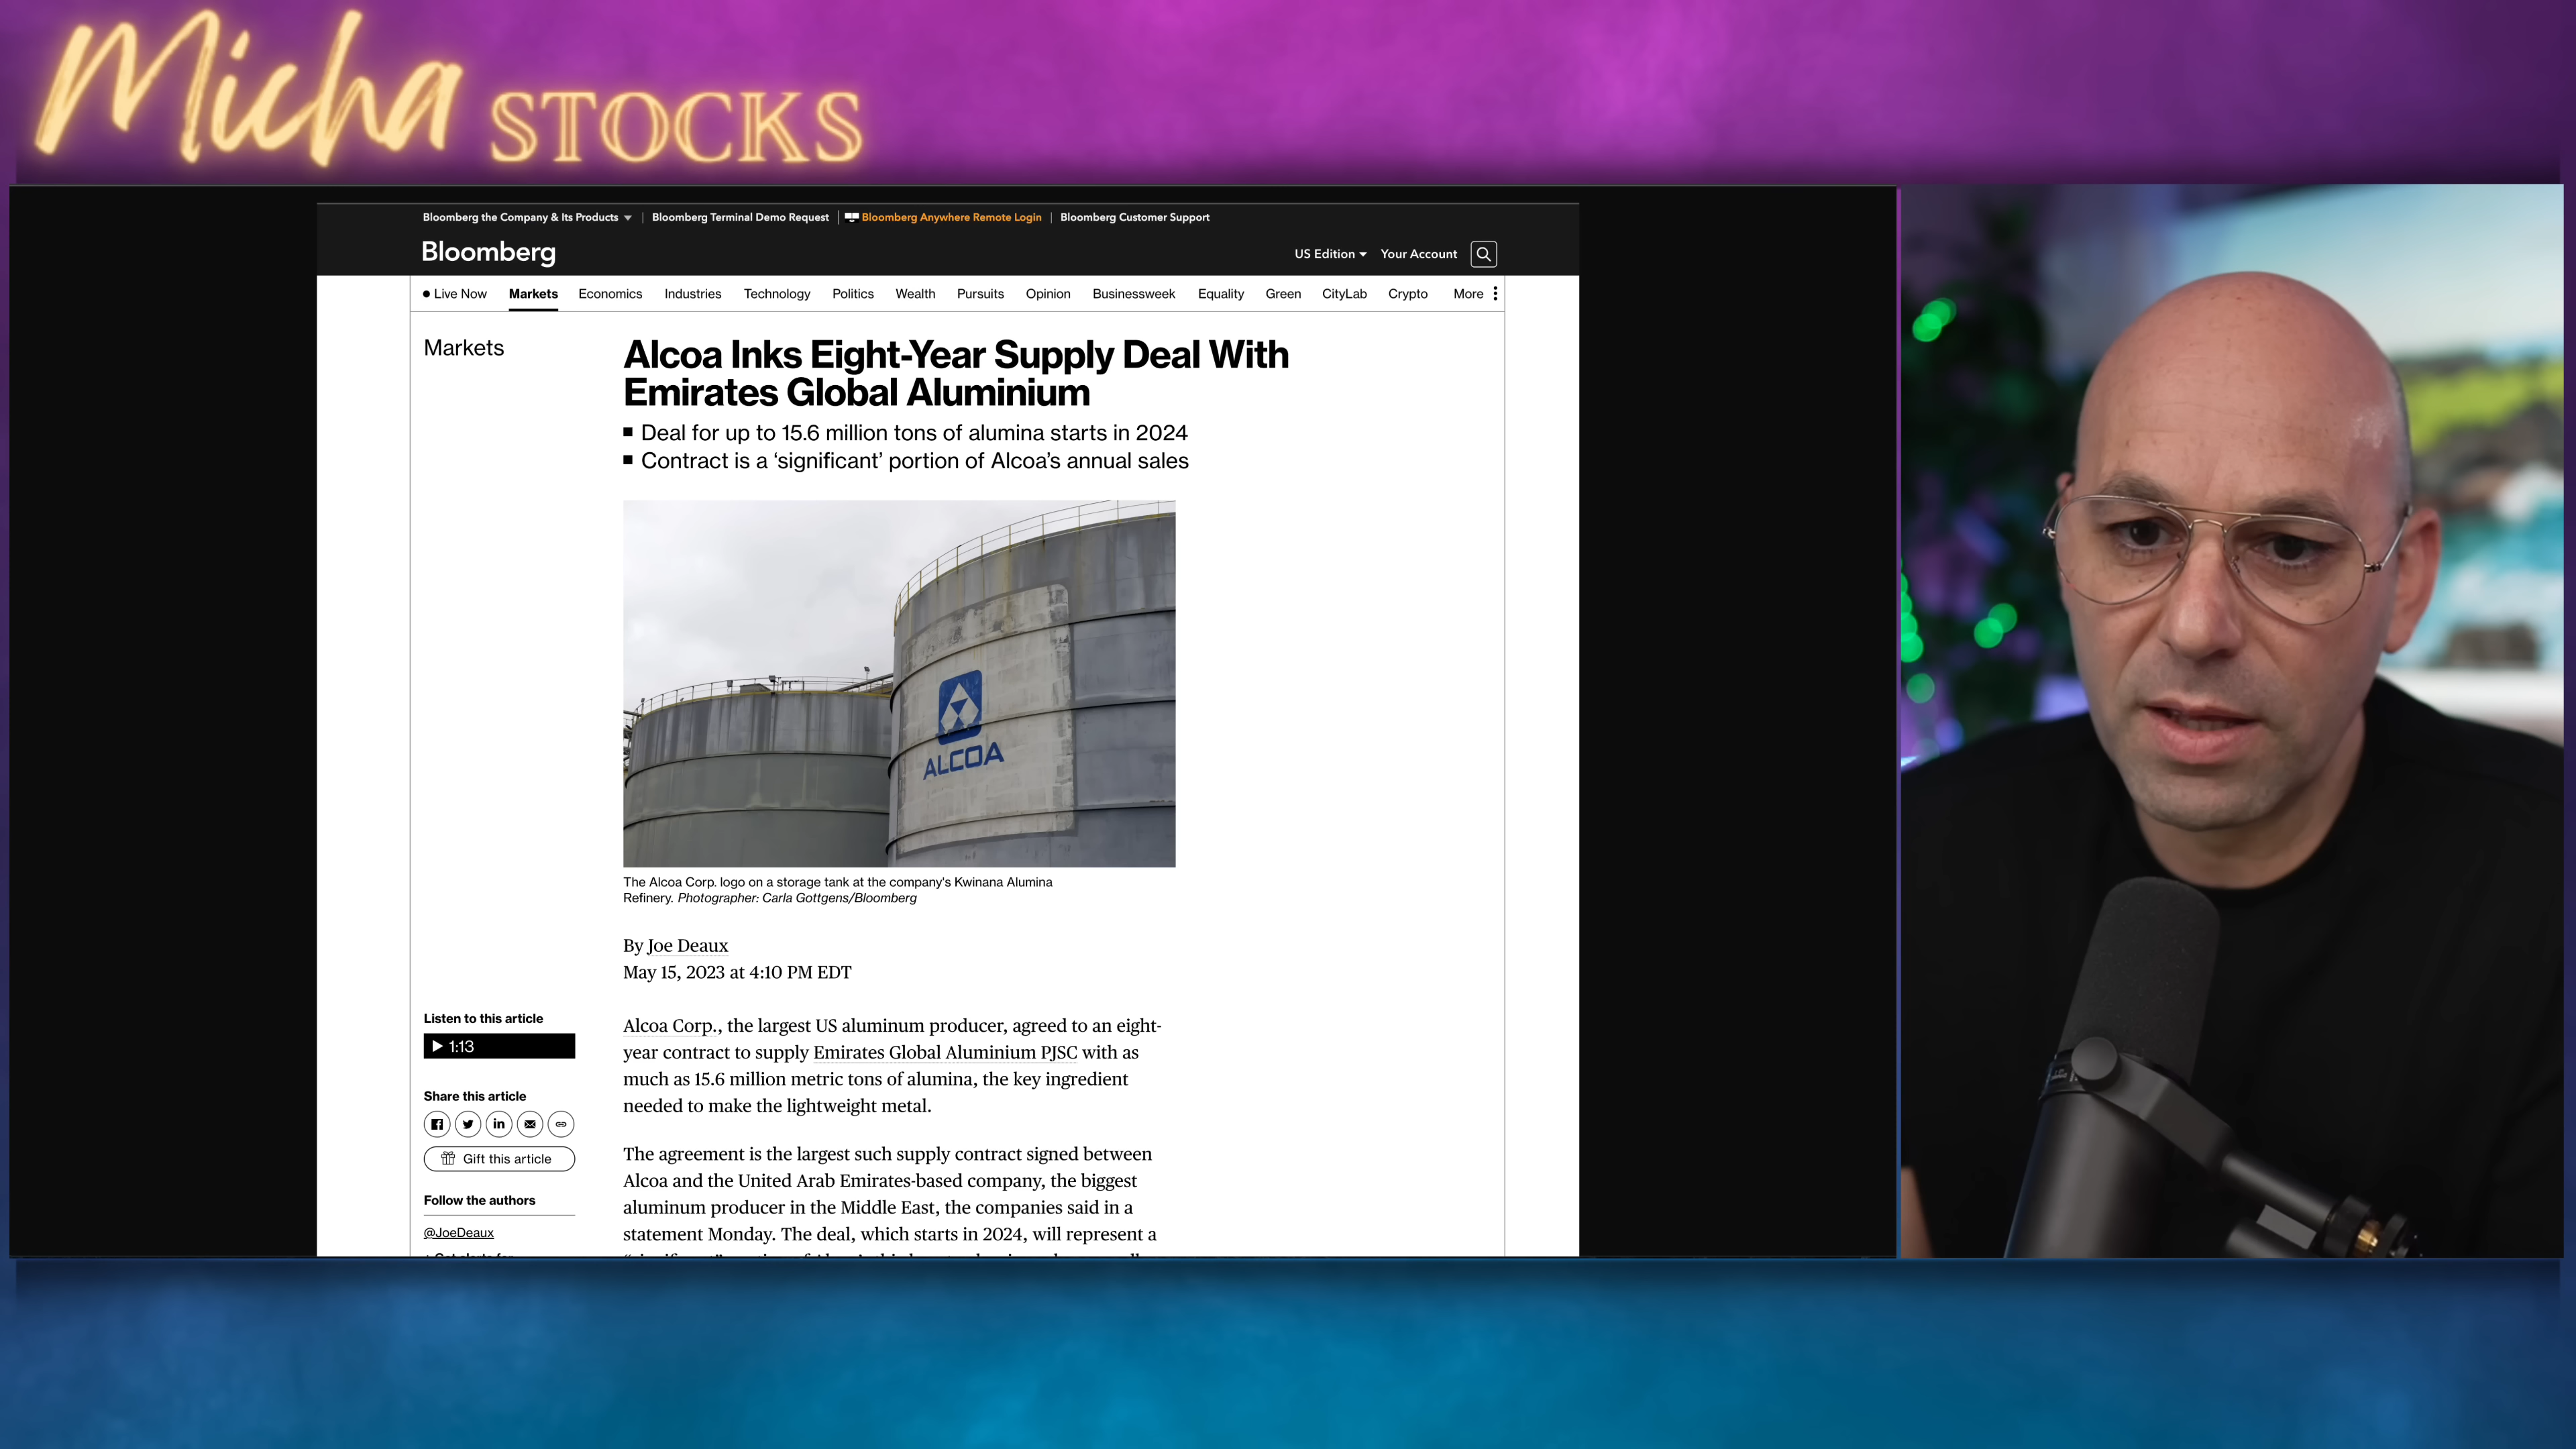 Micha STOCKS
Bloomberg the Company & Its Products | Bloomberg Terminal Demo Request | Bloomberg Anywhere Remote Login | Bloomberg Customer Support
Bloomberg
US Edition Your Account
Live Now Markets Economics Industries Technology Politics Wealth Pursuits Opinion Businessweek Equality Green CityLab Crypto More
Markets
Alcoa Inks Eight-Year Supply Deal With
Emirates Global Aluminium
■ Deal for up to 15.6 million tons of alumina starts in 2024
■ Contract is a ‘significant’ portion of Alcoa’s annual sales
ALCOA
The Alcoa Corp. logo on a storage tank at the company's Kwinana Alumina
Refinery. Photographer: Carla Gottgens/Bloomberg
By Joe Deaux
May 15, 2023 at 4:10 PM EDT
Listen to this article
1:13
Share this article
Gift this article
Follow the authors
@JoeDeaux
Alcoa Corp., the largest US aluminum producer, agreed to an eight-
year contract to supply Emirates Global Aluminium PJSC with as
much as 15.6 million metric tons of alumina, the key ingredient
needed to make the lightweight metal.
The agreement is the largest such supply contract signed between
Alcoa and the United Arab Emirates-based company, the biggest
aluminum producer in the Middle East, the companies said in a
statement Monday. The deal, which starts in 2024, will represent a